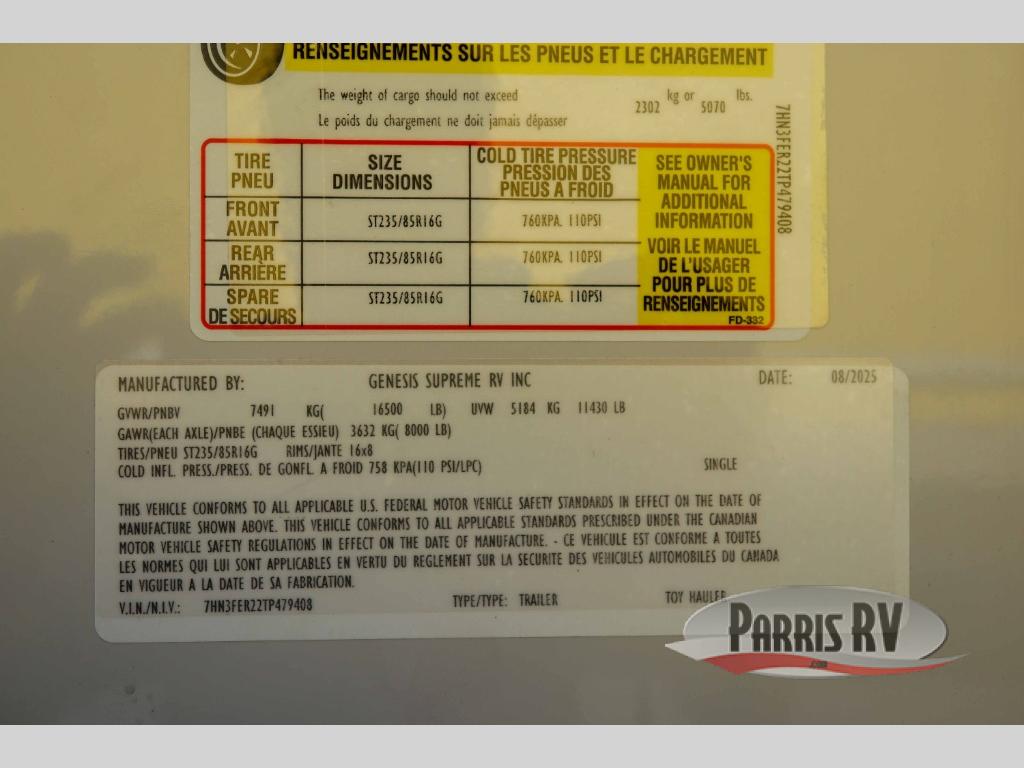 RENSEIGNEMENTS SUR LES PNEUS ET LE CHARGEMENT
The weight of cargo should not exceed
Le poids du chargement ne doit jamais dépasser
2302 kg or 5070 lbs.
7HN3FER22TP479408
TIRE PNEU SIZE DIMENSIONS COLD TIRE PRESSURE PRESSION DES PNEUS A FROID
FRONT AVANT ST235/85R16G 760KPA. 110PSI
REAR ARRIÈRE ST235/85R16G 760KPA. 110PSI
SPARE DE SECOURS ST235/85R16G 760KPA. 110PSI
SEE OWNER'S
MANUAL FOR
ADDITIONAL
INFORMATION
VOIR LE MANUEL
DE L'USAGER
POUR PLUS DE
RENSEIGNEMENTS
FD-332
MANUFACTURED BY: GENESIS SUPREME RV INC DATE: 08/2025
GVWR/PNBV 7491 KG( 16500 LB) UVW 5184 KG 11430 LB
GAWR(EACH AXLE)/PNBE (CHAQUE ESSIEU) 3632 KG( 8000 LB)
TIRES/PNEU ST235/85R16G RIMS/JANTE 16x8
COLD INFL. PRESS./PRESS. DE GONFL. A FROID 758 KPA(110 PSI/LPC) SINGLE
THIS VEHICLE CONFORMS TO ALL APPLICABLE U.S. FEDERAL MOTOR VEHICLE SAFETY STANDARDS IN EFFECT ON THE DATE OF
MANUFACTURE SHOWN ABOVE. THIS VEHICLE CONFORMS TO ALL APPLICABLE STANDARDS PRESCRIBED UNDER THE CANADIAN
MOTOR VEHICLE SAFETY REGULATIONS IN EFFECT ON THE DATE OF MANUFACTURE. - CE VEHICULE EST CONFORME A TOUTES
LES NORMES QUI LUI SONT APPLICABLES EN VERTU DU REGLEMENT SUR LA SECURITE DES VEHICULES AUTOMOBILES DU CANADA
EN VIGUEUR A LA DATE DE SA FABRICATION.
V.I.N./N.I.V.: 7HN3FER22TP479408 TYPE/TYPE: TRAILER TOY HAULER
PARRIS RV
.com